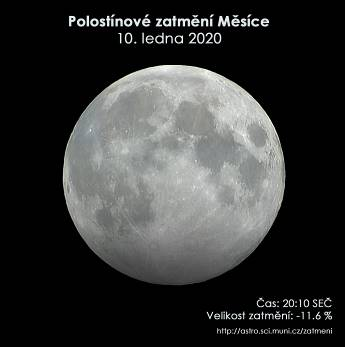 Polostínové zatmění Měsíce
10. ledna 2020
Čas: 20:10 SEČ
Velikost zatmění: -11.6 %
http://astro.sci.muni.cz/zatmeni